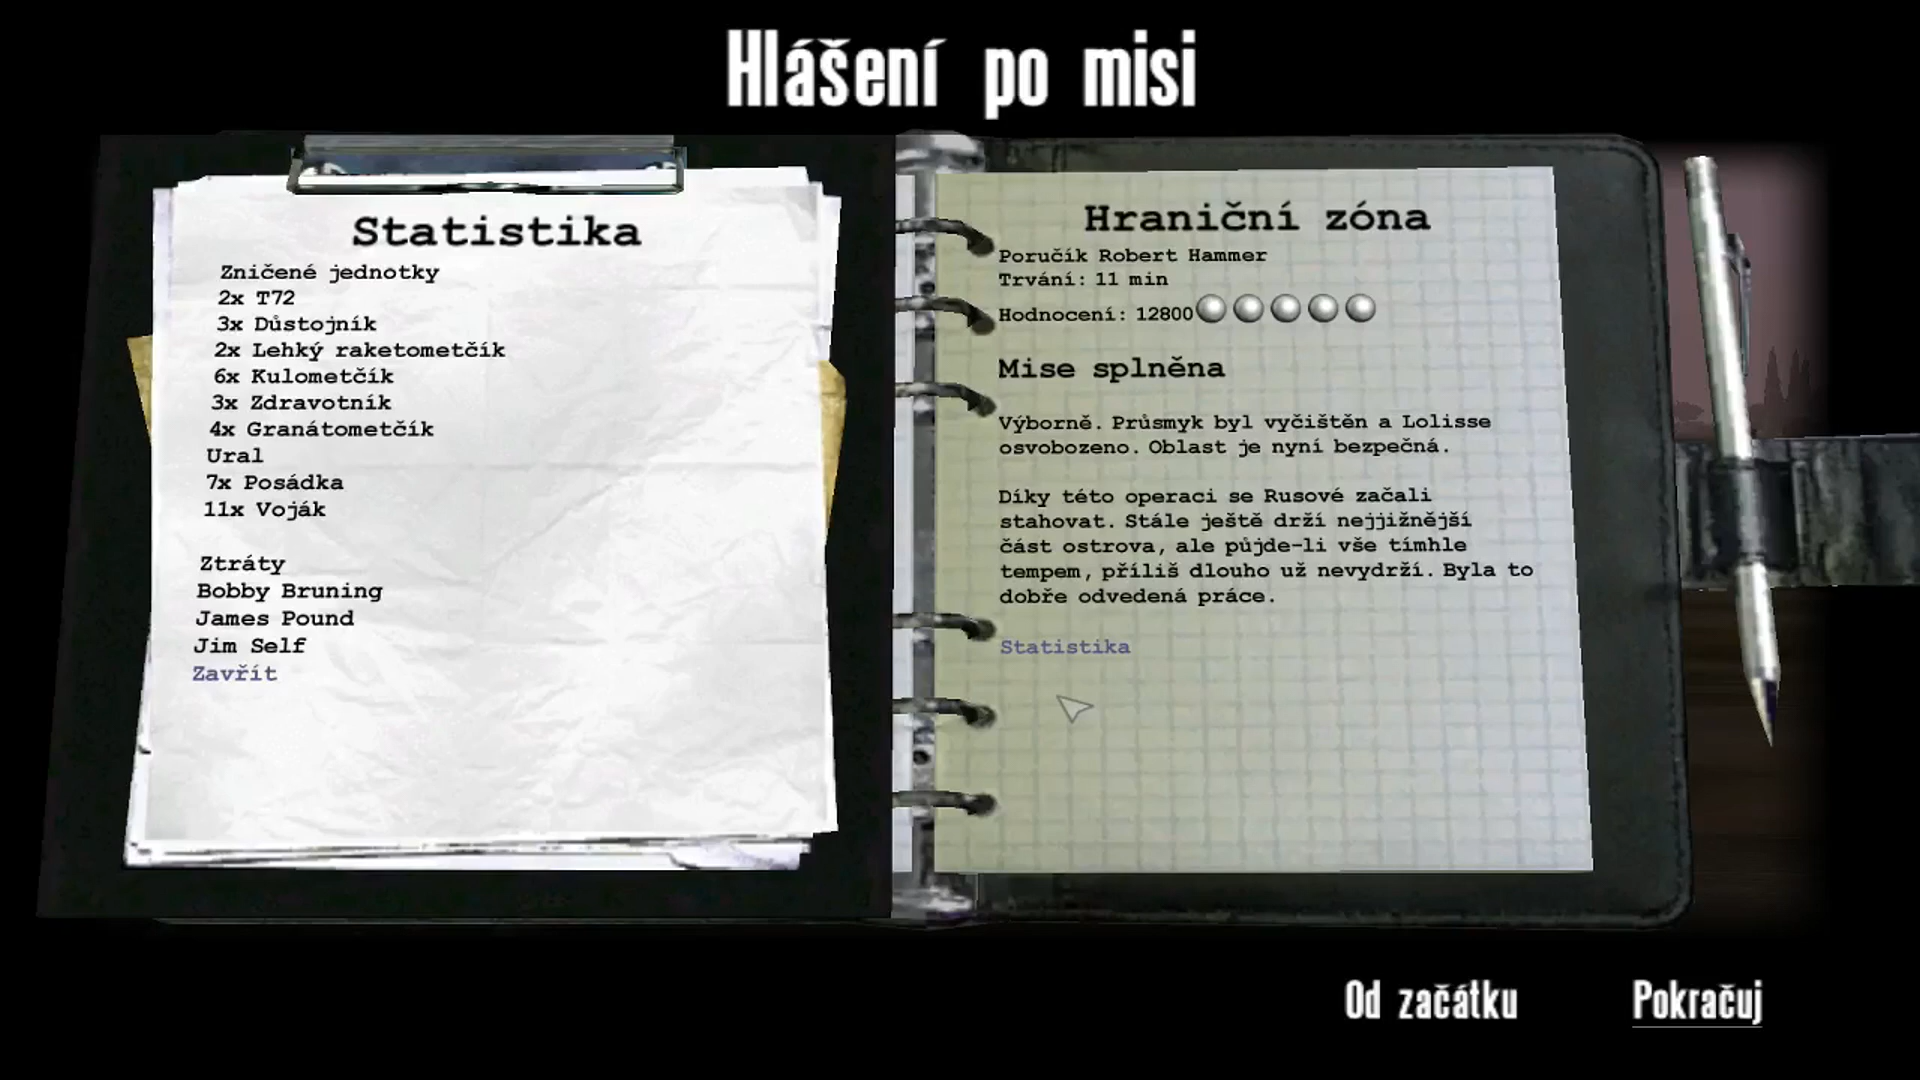 Hlášení po misi
Statistika
Zničené jednotky
2x T72
3x Důstojník
2x Lehký raketometčík
6x Kulometčík
3x Zdravotník
4x Granátometčík
Ural
7x Posádka
11x Voják
Ztráty
Bobby Bruning
James Pound
Jim Self
Zavřít
Hraniční zóna
Poručík Robert Hammer
Trvání: 11 min
Hodnocení: 12800
Mise splněna
Výborně. Průsmyk byl vyčištěn a Lolisse
osvobozeno. Oblast je nyní bezpečná.
Díky této operaci se Rusové začali
stahovat. Stále ještě drží nejjižnější
část ostrova, ale půjde-li vše tímhle
tempem, příliš dlouho už nevydrží. Byla to
dobře odvedená práce.
Statistika
Od začátku
Pokračuj